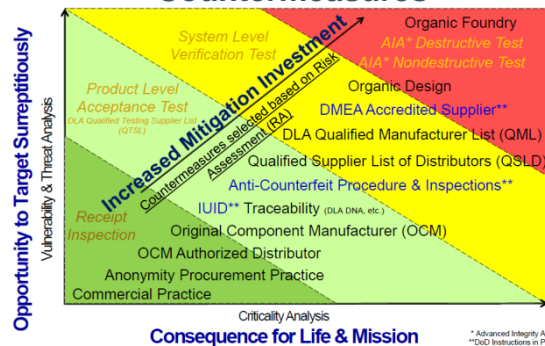 Countermeasures
Organic Foundry
System Level
Verification Test
AIA* Destructive Test
AIA* Nondestructive Test
Organic Design
Product Level
Acceptance Test
DLA Qualified Testing Supplier List
(QTSL)
DMEA Accredited Supplier**
DLA Qualified Manufacturer List (QML)
Qualified Supplier List of Distributors (QSLD)
Anti-Counterfeit Procedure & Inspections**
IUID** Traceability (DLA DNA, etc.)
Receipt
Inspection
Original Component Manufacturer (OCM)
OCM Authorized Distributor
Anonymity Procurement Practice
Commercial Practice
Increased Mitigation Investment
Countermeasures selected based on Risk
Assessment (RA)
Opportunity to Target Surreptitiously
Vulnerability & Threat Analysis
Criticality Analysis
Consequence for Life & Mission
* Advanced Integrity A
**DoD Instructions in P